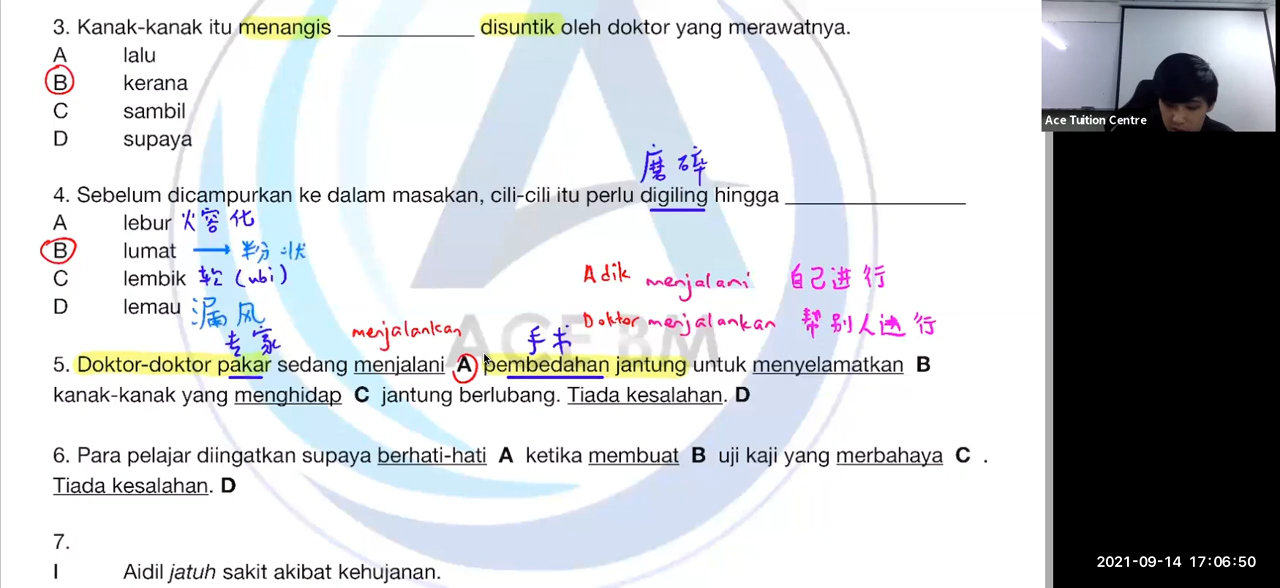 3. Kanak-kanak itu menangis ____________ disuntik oleh doktor yang merawatnya.
A lalu
B kerana
C sambil
D supaya
Ace Tuition Centre
磨碎
4. Sebelum dicampurkan ke dalam masakan, cili-cili itu perlu digiling hingga ________________
A lebur 火容化
B lumat → 粉状
C lembik 软 (ubi)
D lemau 漏风
Adik menjalani 自己进行
Doktor menjalankan 帮别人进行
专家 menjalankan 手术
ACE BM
5. Doktor-doktor pakar sedang menjalani A pembedahan jantung untuk menyelamatkan B
kanak-kanak yang menghidap C jantung berlubang. Tiada kesalahan. D
6. Para pelajar diingatkan supaya berhati-hati A ketika membuat B uji kaji yang merbahaya C .
Tiada kesalahan. D
7.
I Aidil jatuh sakit akibat kehujanan.
2021-09-14 17:06:50